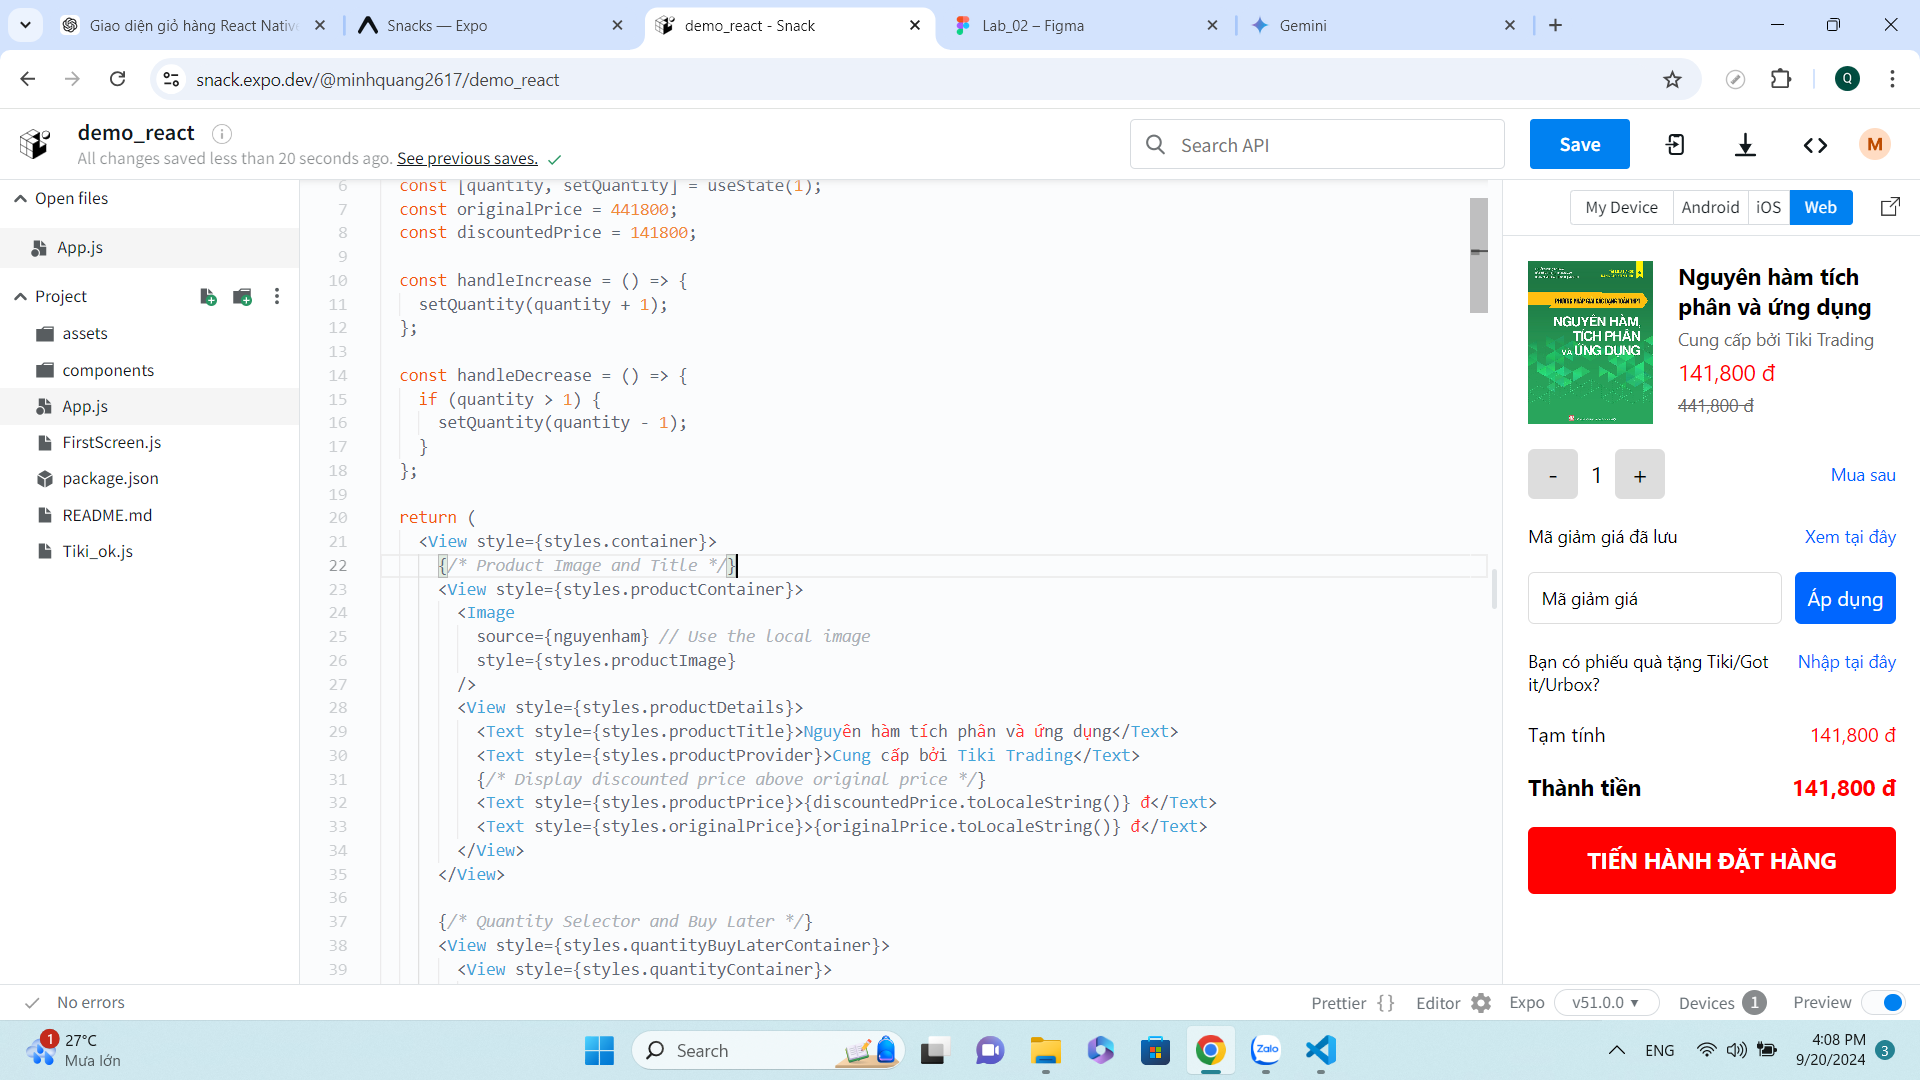 Giao diện giỏ hàng React Native
Snacks — Expo
demo_react - Snack
Lab_02 – Figma
Gemini
snack.expo.dev/@minhquang2617/demo_react
Q
demo_react
All changes saved less than 20 seconds ago. See previous saves.
Search API
Save
M
Open files
App.js
Project
assets
components
App.js
FirstScreen.js
package.json
README.md
Tiki_ok.js
6 const [quantity, setQuantity] = useState(1);
7 const originalPrice = 441800;
8 const discountedPrice = 141800;
9
10 const handleIncrease = () => {
11 setQuantity(quantity + 1);
12 };
13
14 const handleDecrease = () => {
15 if (quantity > 1) {
16 setQuantity(quantity - 1);
17 }
18 };
19
20 return (
21 <View style={styles.container}>
22 {/* Product Image and Title */}
23 <View style={styles.productContainer}>
24 <Image
25 source={nguyenham} // Use the local image
26 style={styles.productImage}
27 />
28 <View style={styles.productDetails}>
29 <Text style={styles.productTitle}>Nguyên hàm tích phân và ứng dụng</Text>
30 <Text style={styles.productProvider}>Cung cấp bởi Tiki Trading</Text>
31 {/* Display discounted price above original price */}
32 <Text style={styles.productPrice}>{discountedPrice.toLocaleString()} đ</Text>
33 <Text style={styles.originalPrice}>{originalPrice.toLocaleString()} đ</Text>
34 </View>
35 </View>
36
37 {/* Quantity Selector and Buy Later */}
38 <View style={styles.quantityBuyLaterContainer}>
39 <View style={styles.quantityContainer}>
My Device
Android
iOS
Web
NGUYÊN HÀM,
TÍCH PHÂN
VÀ ỨNG DỤNG
Nguyên hàm tích
phân và ứng dụng
Cung cấp bởi Tiki Trading
141,800 đ
441,800 đ
- 1 +
Mua sau
Mã giảm giá đã lưu
Xem tại đây
Mã giảm giá
Áp dụng
Bạn có phiếu quà tặng Tiki/Got
it/Urbox?
Nhập tại đây
Tạm tính
141,800 đ
Thành tiền
141,800 đ
TIẾN HÀNH ĐẶT HÀNG
No errors
Prettier { }
Editor
Expo
v51.0.0
Devices 1
Preview
1
27°C
Mưa lớn
Search
Zalo
ENG
4:08 PM
9/20/2024
3